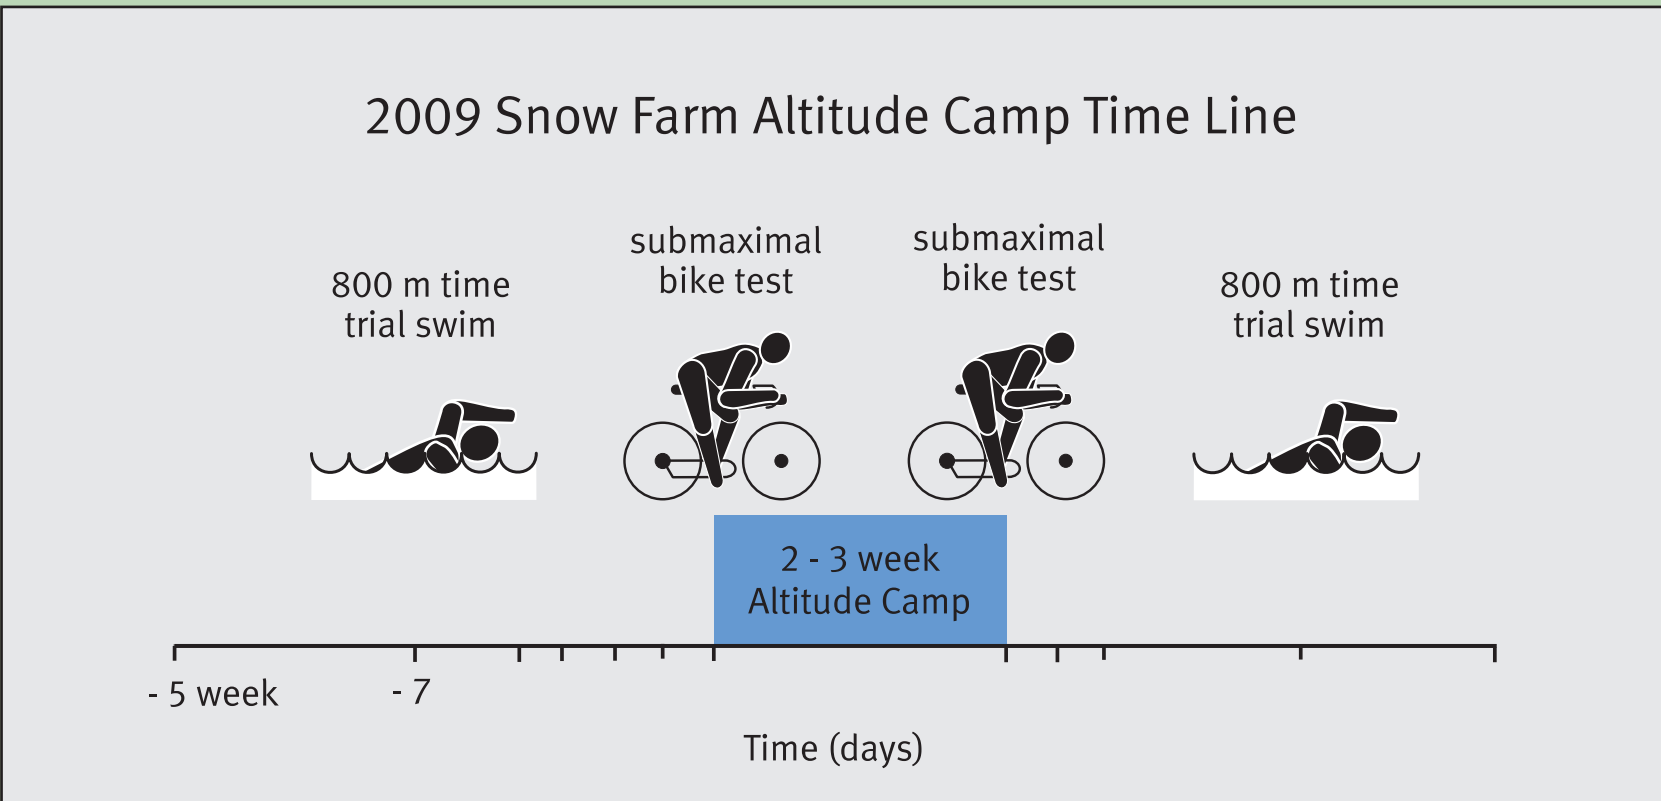 2009 Snow Farm Altitude Camp Time Line
800 m time
trial swim
submaximal
bike test
submaximal
bike test
800 m time
trial swim
2 - 3 week
Altitude Camp
- 5 week
- 7
Time (days)